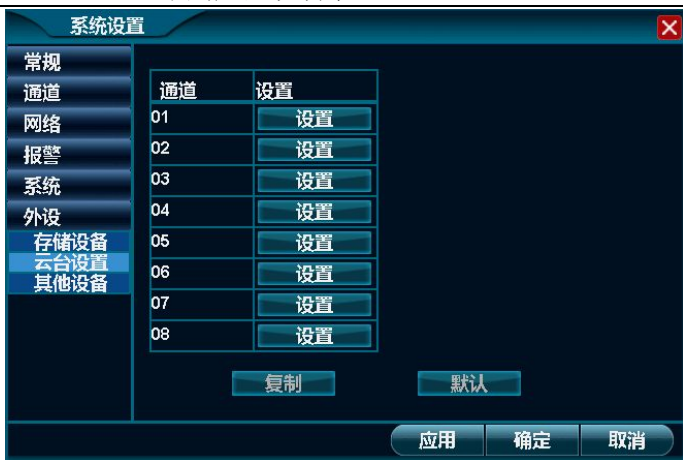 系统设置
常规
通道
网络
报警
系统
外设
存储设备
云台设置
其他设备
通道 设置
01 设置
02 设置
03 设置
04 设置
05 设置
06 设置
07 设置
08 设置
复制 默认
应用 确定 取消